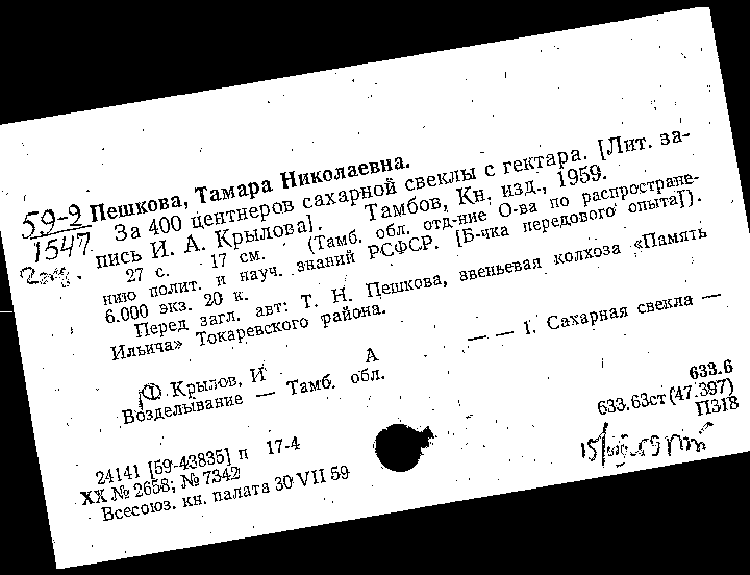 59-2 Пешкова, Тамара Николаевна.
1547 За 400 центнеров сахарной свеклы с гектара. [Лит. за-
пись И. А. Крылова]. Тамбов, Кн. изд., 1959.
27 с. 17 см. (Тамб. обл. отд-ние О-ва по распростране-
нию полит. и науч. знаний РСФСР. [Б-чка передового опыта]).
6.000 экз. 20 к.
Перед загл. авт: Т. Н. Пешкова, звеньевая колхоза «Память
Ильича» Токаревского района.
① Крылов, И А — — 1. Сахарная свекла —
Возделывание — Тамб. обл.
633.6
633.63ст(47.397)
П318
24141 [59-43835] п 17-4
XX № 2658; № 7342
Всесоюз. кн. палата 30 VII 59